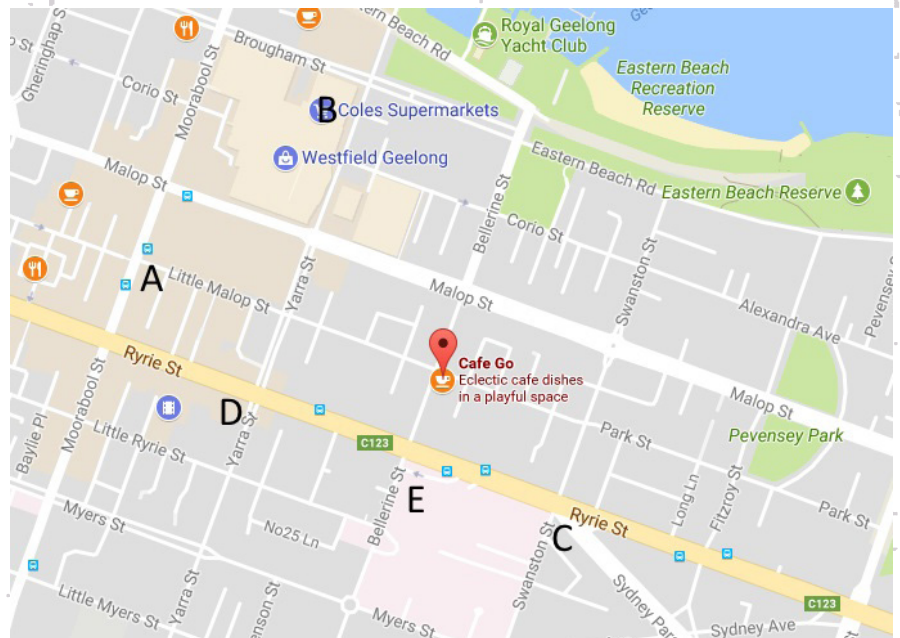 Gheringhap S
Moorabool St
Brougham St
Eastern Beach Rd
Royal Geelong
Yacht Club
Eastern Beach
Recreation
Reserve
Corio St
B
Coles Supermarkets
Westfield Geelong
Malop St
Eastern Beach Rd
Eastern Beach Reserve
Bellerine St
Corio St
A
Little Malop St
Yarra St
Malop St
Swanston St
Alexandra Ave
Pevensey S
Cafe Go
Eclectic cafe dishes
in a playful space
Ryrie St
D
Moorabool St
Baylie Pl
Little Ryrie St
Yarra St
C123
Malop St
Park St
Pevensey Park
Bellerine St
E
Long Ln
Fitzroy St
Park St
Myers St
No25 Ln
C
Ryrie St
Swanston St
Little Myers St
Yarra St
Myers St
Sydney Par
C123
Sydney Ave